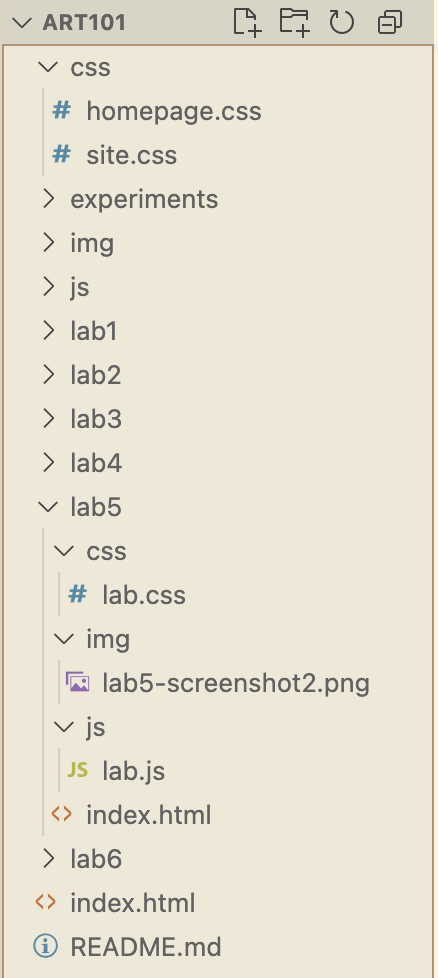 ART101
css
# homepage.css
# site.css
experiments
img
js
lab1
lab2
lab3
lab4
lab5
css
# lab.css
img
lab5-screenshot2.png
js
JS lab.js
<> index.html
lab6
<> index.html
README.md